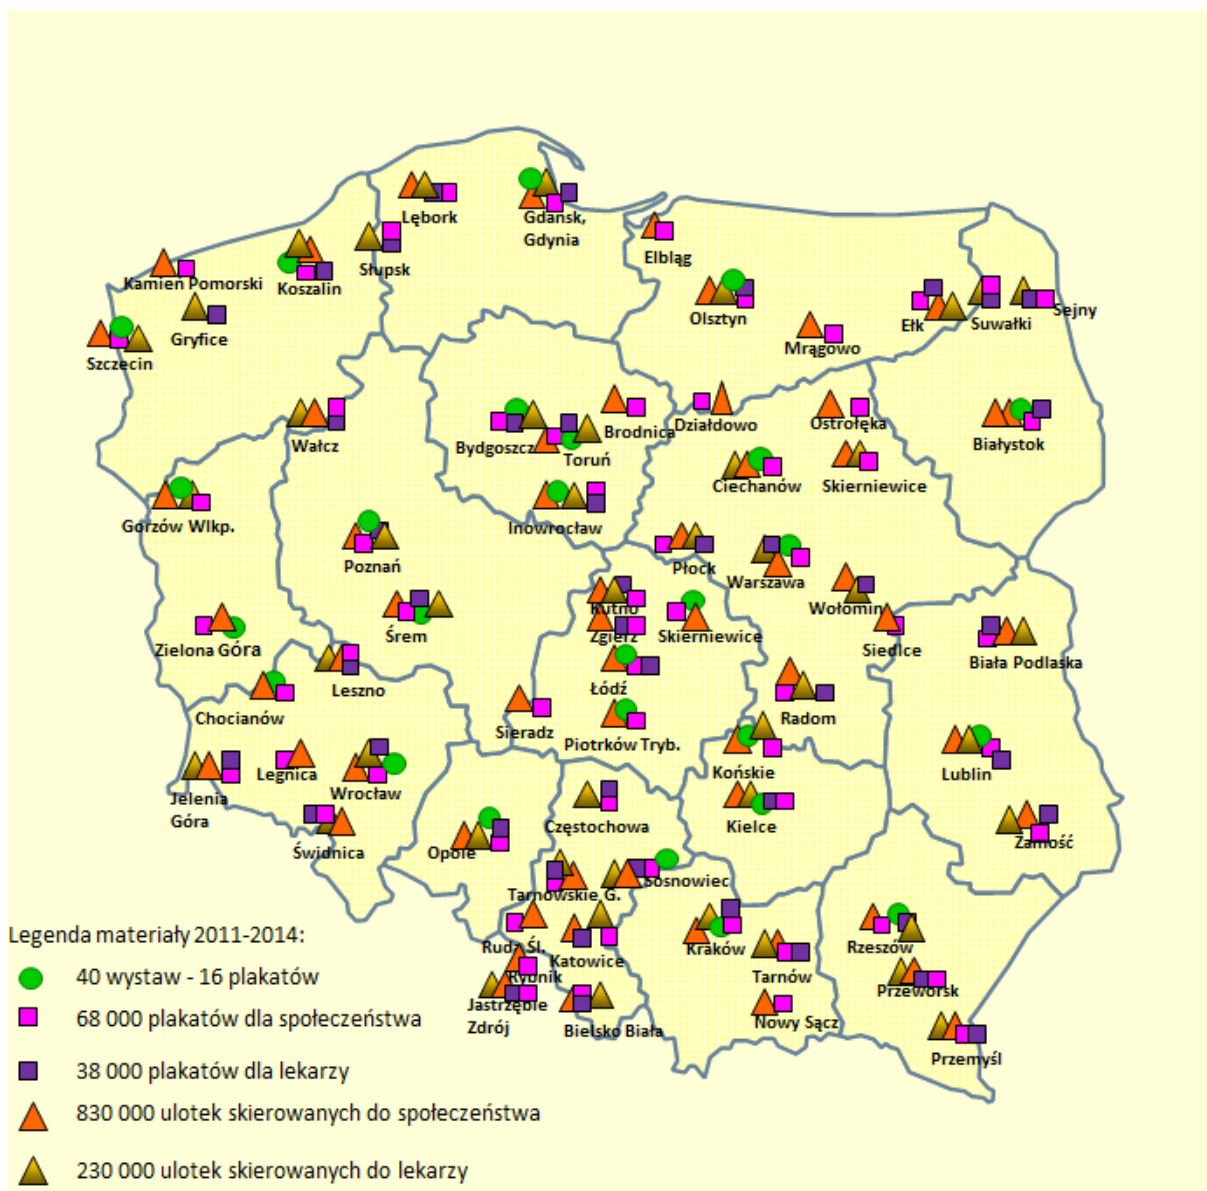 Lębork
Gdańsk,
Gdynia
Elbląg
Słupsk
Kamień Pomorski
Koszalin
Gryfice
Szczecin
Olsztyn
Ełk
Suwałki
Sejny
Mrągowo
Wałcz
Bydgoszcz
Toruń
Brodnica
Działdowo
Ostrołęka
Białystok
Ciechanów
Skierniewice
Gorzów Wlkp.
Inowrocław
Poznań
Płock
Warszawa
Wołomin
Kutno
Zgierz
Skierniewice
Siedlce
Biała Podlaska
Śrem
Zielona Góra
Leszno
Łódź
Radom
Chocianów
Sieradz
Piotrków Tryb.
Końskie
Lublin
Legnica
Wrocław
Jelenia
Góra
Kielce
Częstochowa
Świdnica
Opole
Zamość
Tarnowskie G.
Sosnowiec
Ruda Śl.
Katowice
Kraków
Rzeszów
Rybnik
Tarnów
Przeworsk
Jastrzębie
Zdrój
Bielsko Biała
Nowy Sącz
Przemyśl
Legenda materiały 2011-2014:
40 wystaw - 16 plakatów
68 000 plakatów dla społeczeństwa
38 000 plakatów dla lekarzy
830 000 ulotek skierowanych do społeczeństwa
230 000 ulotek skierowanych do lekarzy